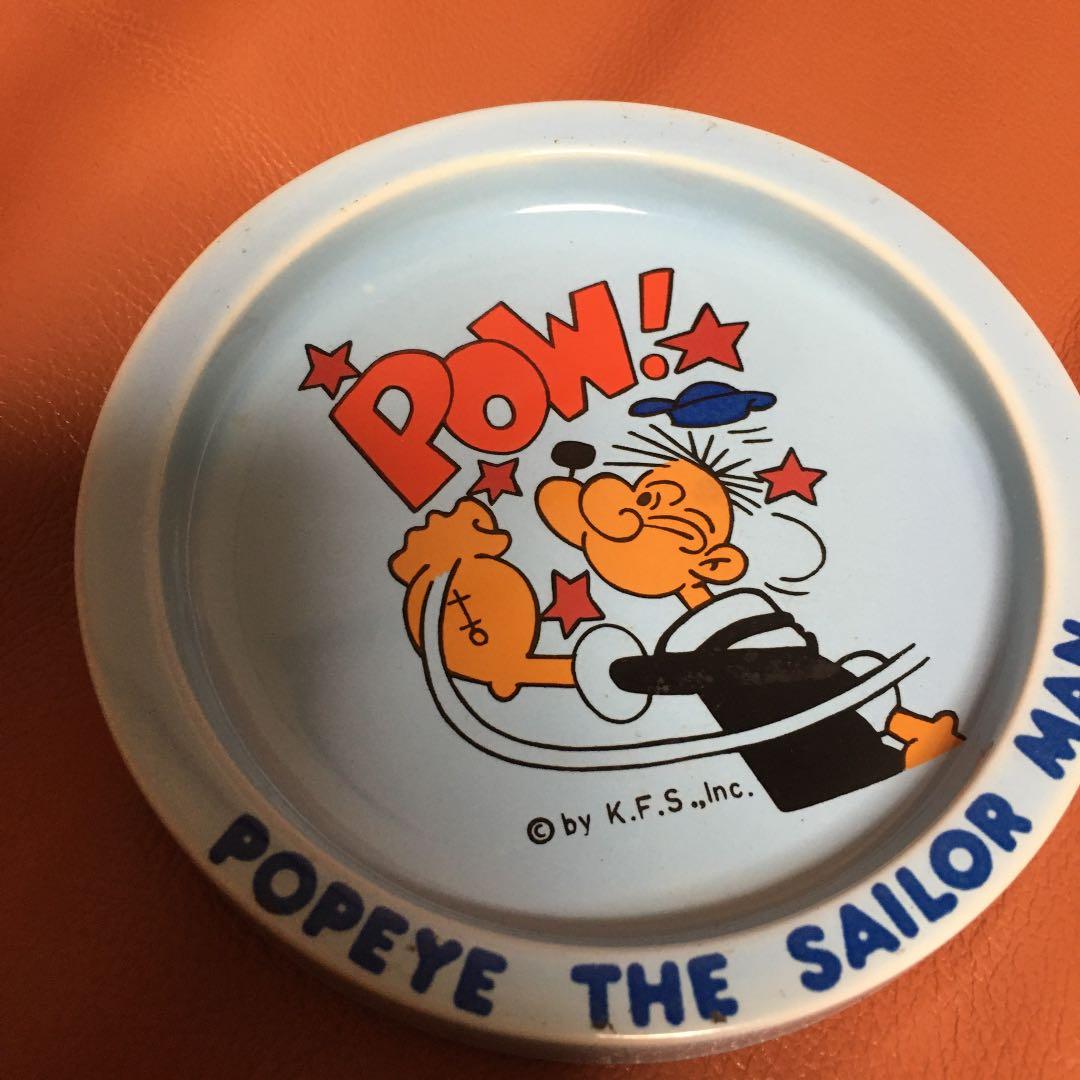 POW!
© by K.F.S., Inc.
POPEYE THE SAILOR MAN